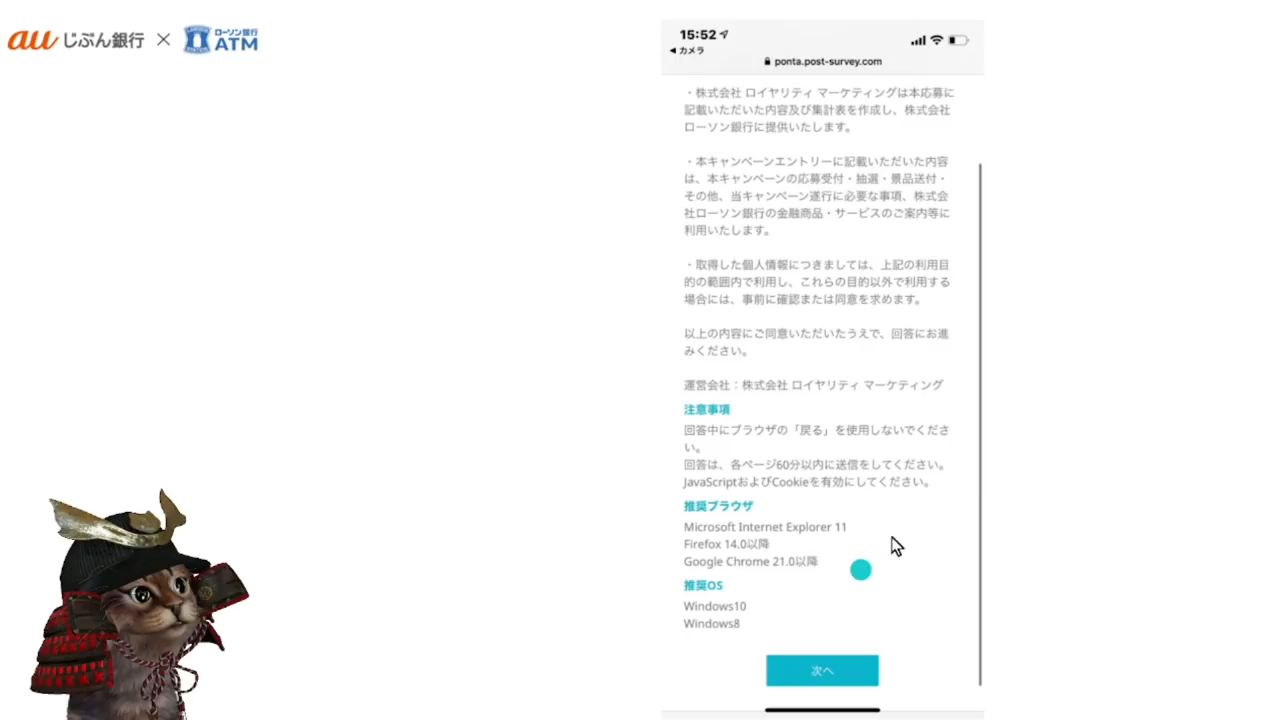 au じぶん銀行 × ローソン銀行
ATM
15:52
カメラ
ponta.post-survey.com
・株式会社 ロイヤリティ マーケティングは本応募に
記載いただいた内容及び集計表を作成し、株式会社
ローソン銀行に提供いたします。
・本キャンペーンエントリーに記載いただいた内容
は、本キャンペーンの応募受付・抽選・景品送付・
その他、当キャンペーン遂行に必要な事項、株式会
社ローソン銀行の金融商品・サービスのご案内等に
利用いたします。
・取得した個人情報につきましては、上記の利用目
的の範囲内で利用し、これらの目的以外で利用する
場合には、事前に確認または同意を求めます。
以上の内容にご同意いただいたうえで、回答にお進
みください。
運営会社：株式会社 ロイヤリティ マーケティング
注意事項
回答中にブラウザの「戻る」を使用しないでくださ
い。
回答は、各ページ60分以内に送信をしてください。
JavaScriptおよびCookieを有効にしてください。
推奨ブラウザ
Microsoft Internet Explorer 11
Firefox 14.0以降
Google Chrome 21.0以降
推奨OS
Windows10
Windows8
次へ